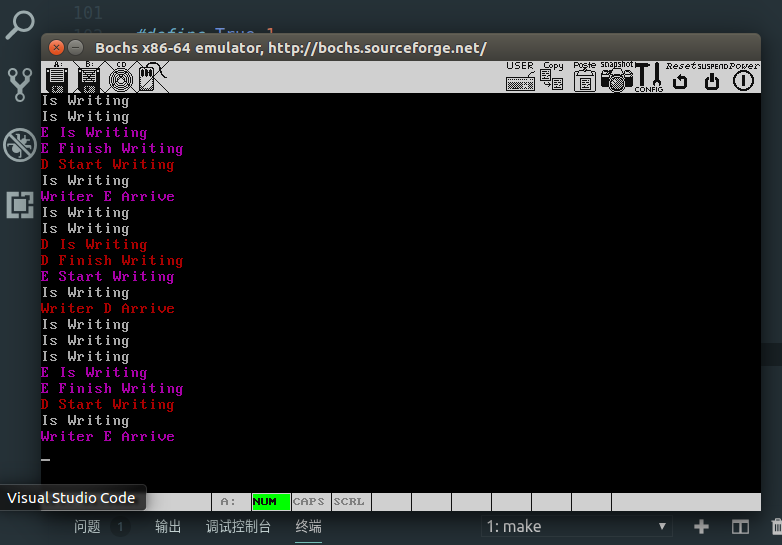 101
#define True 1
Bochs x86-64 emulator, http://bochs.sourceforge.net/
A: B: CD USER Copy Paste snapshot CONFIG Reset SUSPEND Power
Is Writing
Is Writing
E Is Writing
E Finish Writing
D Start Writing
Is Writing
Writer E Arrive
Is Writing
Is Writing
D Is Writing
D Finish Writing
E Start Writing
Is Writing
Writer D Arrive
Is Writing
Is Writing
Is Writing
E Is Writing
E Finish Writing
D Start Writing
Is Writing
Writer E Arrive
Visual Studio Code
A: NUM CAPS SCRL
问题 1 输出 调试控制台 终端 1: make